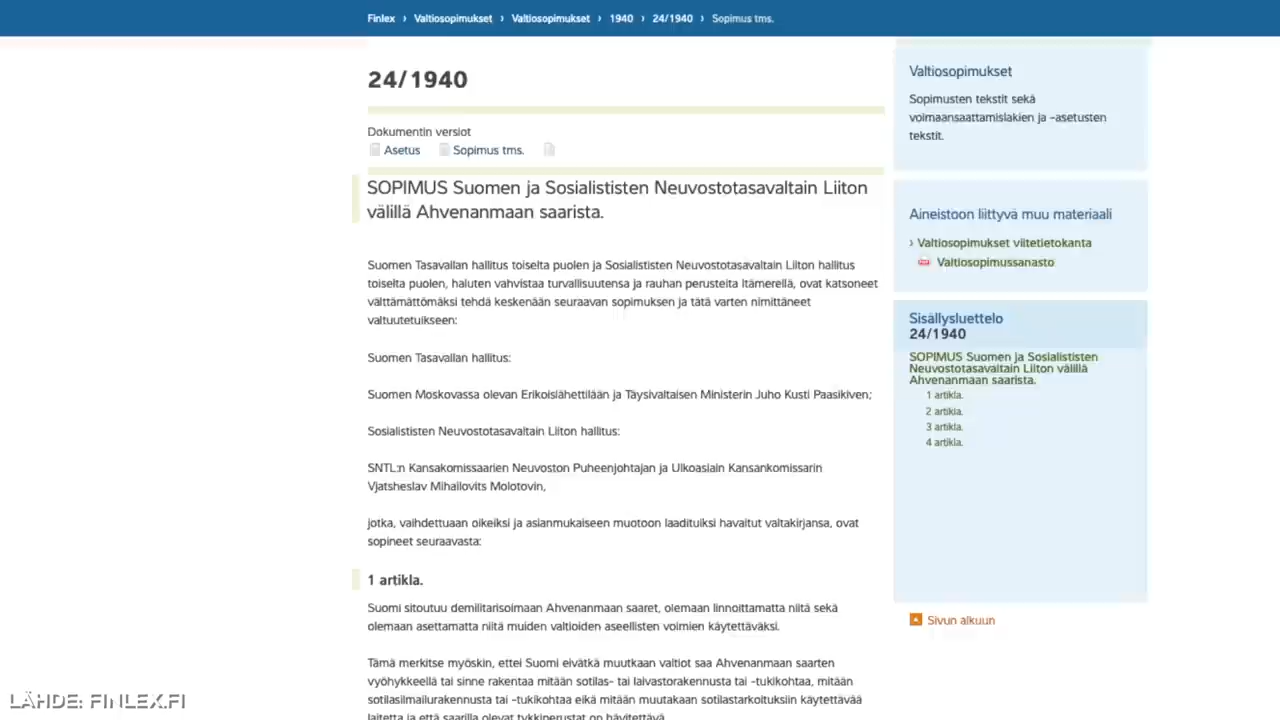 Finlex › Valtiosopimukset › Valtiosopimukset › 1940 › 24/1940 › Sopimus tms.
24/1940
Dokumentin versiot
Asetus Sopimus tms.
SOPIMUS Suomen ja Sosialististen Neuvostotasavaltain Liiton
välillä Ahvenanmaan saarista.
Suomen Tasavallan hallitus toiselta puolen ja Sosialististen Neuvostotasavaltain Liiton hallitus
toiselta puolen, haluten vahvistaa turvallisuutensa ja rauhan perusteita Itämerellä, ovat katsoneet
välttämättömäksi tehdä keskenään seuraavan sopimuksen ja tätä varten nimittäneet
valtuutetuikseen:
Suomen Tasavallan hallitus:
Suomen Moskovassa olevan Erikoislähettilään ja Täysivaltaisen Ministerin Juho Kusti Paasikiven;
Sosialististen Neuvostotasavaltain Liiton hallitus:
SNTL:n Kansakomissaarien Neuvoston Puheenjohtajan ja Ulkoasiain Kansankomissarin
Vjatsheslav Mihailovits Molotovin,
jotka, vaihdettuaan oikeiksi ja asianmukaiseen muotoon laadituiksi havaitut valtakirjansa, ovat
sopineet seuraavasta:
1 artikla.
Suomi sitoutuu demilitarisoimaan Ahvenanmaan saaret, olemaan linnoittamatta niitä sekä
olemaan asettamatta niitä muiden valtioiden aseellisten voimien käytettäväksi.
Tämä merkitse myöskin, ettei Suomi eivätkä muutkaan valtiot saa Ahvenanmaan saarten
vyöhykkeellä tai sinne rakentaa mitään sotilas- tai laivastorakennusta tai -tukikohtaa, mitään
sotilasilmailurakennusta tai -tukikohtaa eikä mitään muutakaan sotilastarkoituksiin käytettävää
laitetta ja että saarilla olevat tykkiperustat on hävitettävä.
Valtiosopimukset
Sopimusten tekstit sekä
voimaansaattamislakien ja -asetusten
tekstit.
Aineistoon liittyvä muu materiaali
› Valtiosopimukset viitetietokanta
Valtiosopimussanasto
Sisällysluettelo
24/1940
SOPIMUS Suomen ja Sosialististen
Neuvostotasavaltain Liiton välillä
Ahvenanmaan saarista.
1 artikla.
2 artikla.
3 artikla.
4 artikla.
Sivun alkuun
LÄHDE: FINLEX.FI